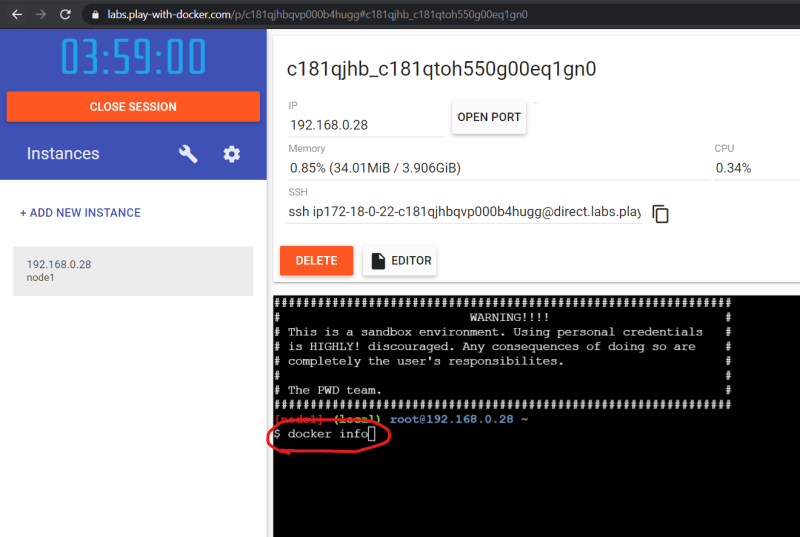 labs.play-with-docker.com/p/c181qjhbqvp000b4hugg#c181qjhb_c181qtoh550g00eq1gn0
03:59:00
CLOSE SESSION
Instances
+ ADD NEW INSTANCE
192.168.0.28
node1
c181qjhb_c181qtoh550g00eq1gn0
IP
192.168.0.28
OPEN PORT
Memory
0.85% (34.01MiB / 3.906GiB)
CPU
0.34%
SSH
ssh ip172-18-0-22-c181qjhbqvp000b4hugg@direct.labs.play
DELETE
EDITOR
###############################################################
# WARNING!!!! #
# This is a sandbox environment. Using personal credentials #
# is HIGHLY! discouraged. Any consequences of doing so are #
# completely the user's responsibilites. #
# #
# The PWD team. #
###############################################################
[node1] (local) root@192.168.0.28 ~
$ docker info